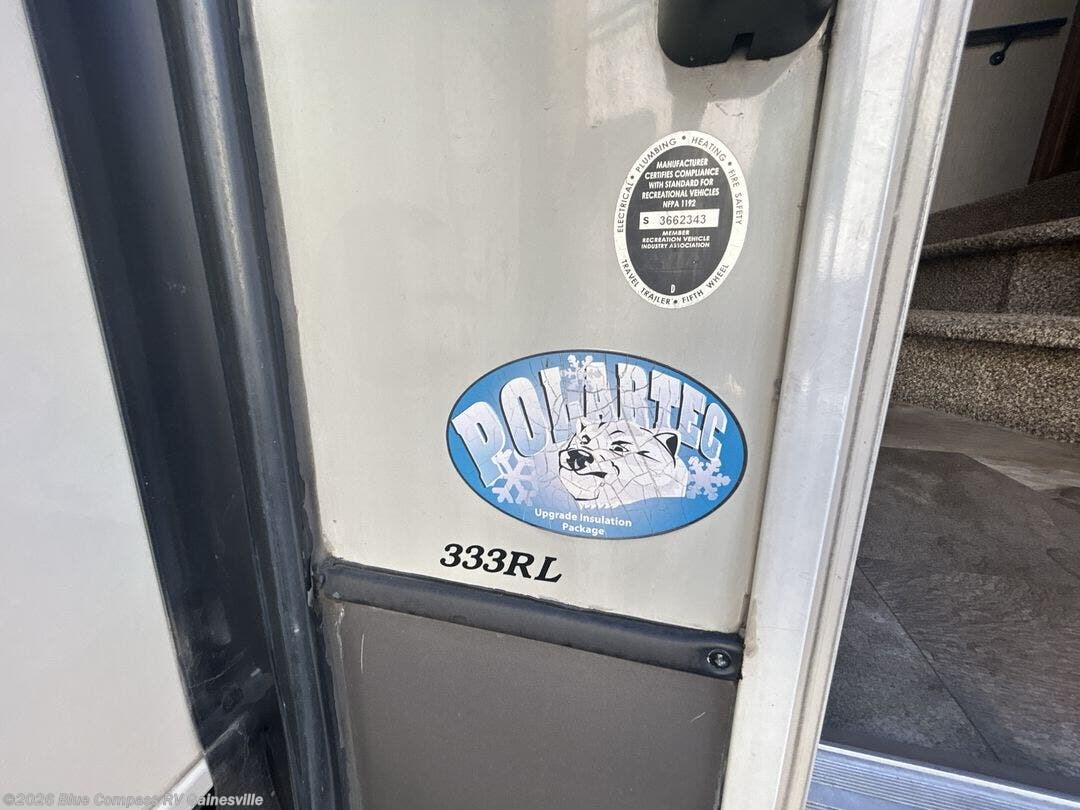 ELECTRICAL • PLUMBING • HEATING • FIRE SAFETY
MANUFACTURER
CERTIFIES COMPLIANCE
WITH STANDARD FOR
RECREATIONAL VEHICLES
NFPA 1192
S 3662343
MEMBER
RECREATION VEHICLE
INDUSTRY ASSOCIATION
D
TRAVEL TRAILER • FIFTH WHEEL
POLARTEC
Upgrade Insulation
Package
333RL
©2026 Blue Compass RV Gainesville